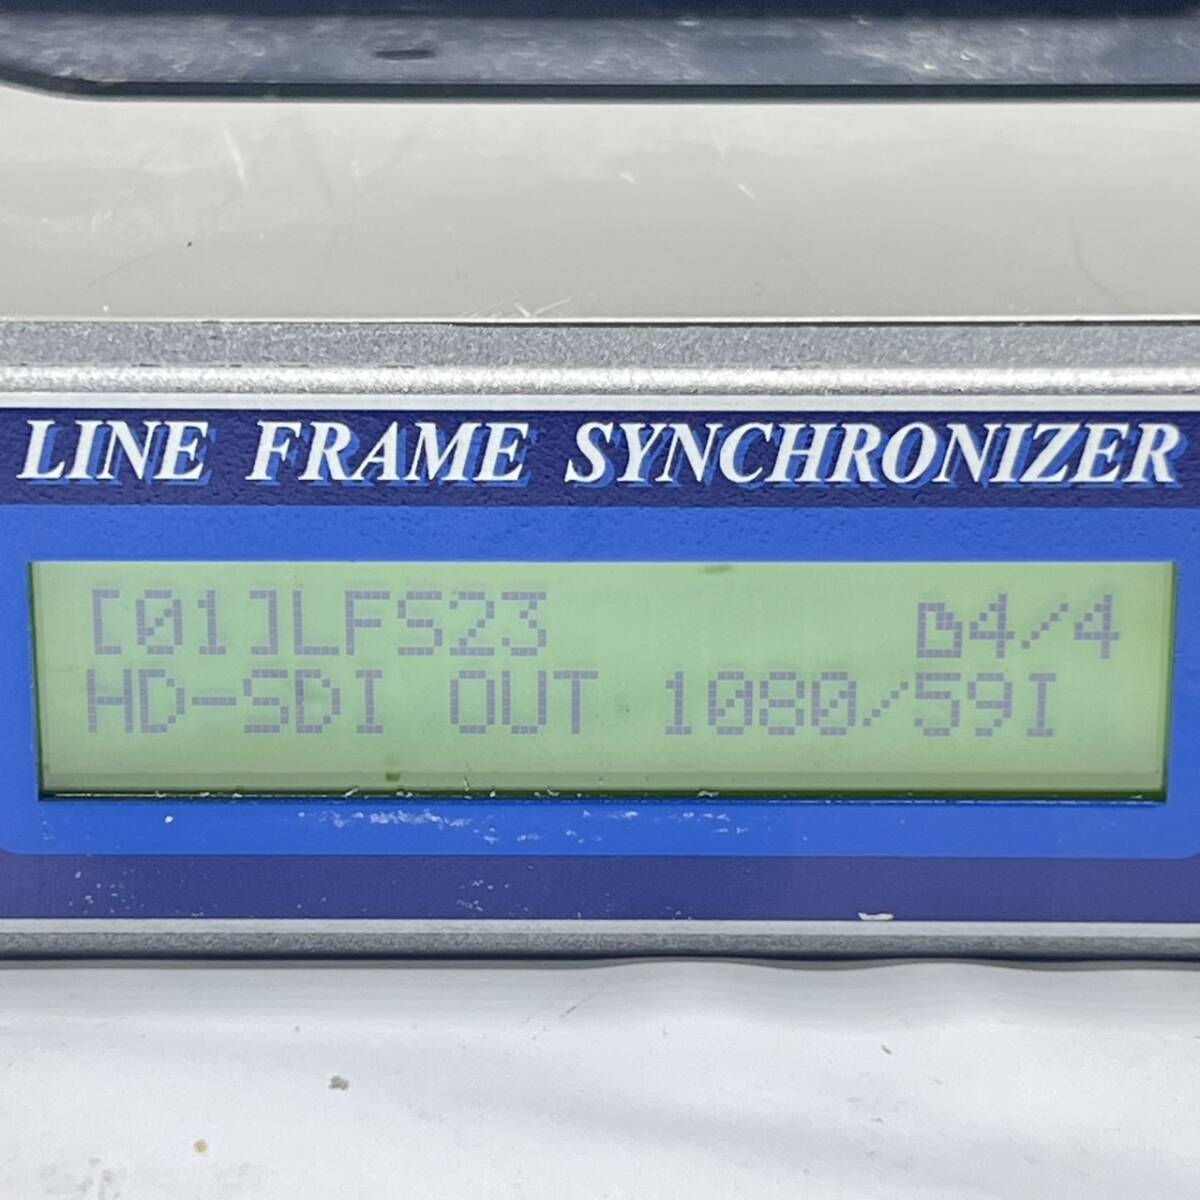 LINE FRAME SYNCHRONIZER
[01]LFS23 4/4
HD-SDI OUT 1080/59I